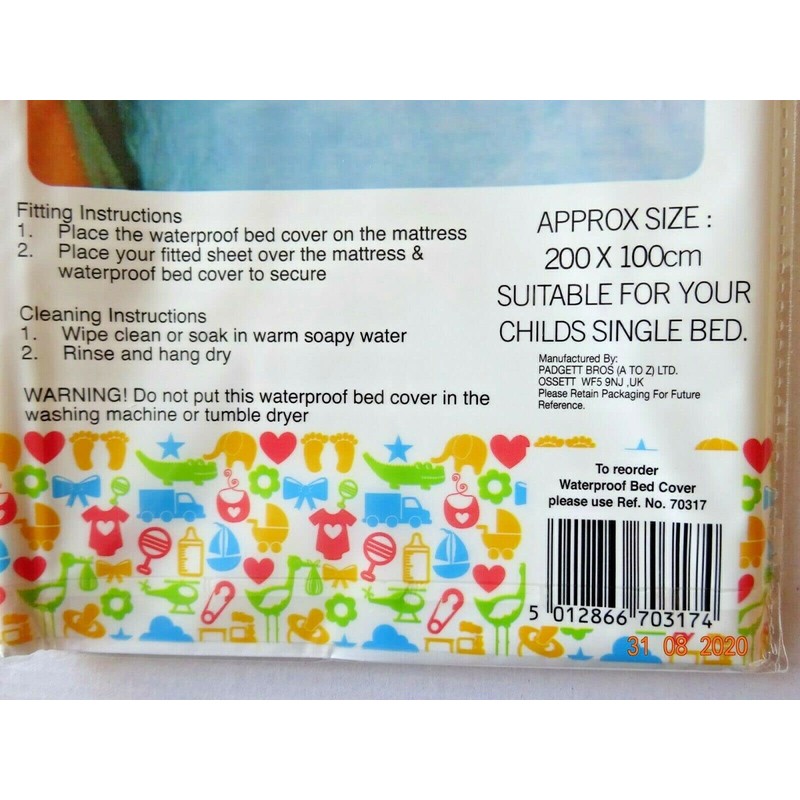 Fitting Instructions
1. Place the waterproof bed cover on the mattress
2. Place your fitted sheet over the mattress &
waterproof bed cover to secure
Cleaning Instructions
1. Wipe clean or soak in warm soapy water
2. Rinse and hang dry
WARNING! Do not put this waterproof bed cover in the
washing machine or tumble dryer
APPROX SIZE :
200 X 100cm
SUITABLE FOR YOUR
CHILDS SINGLE BED.
Manufactured By:
PADGETT BROS (A TO Z) LTD.
OSSETT WF5 9NJ ,UK
Please Retain Packaging For Future
Reference.
To reorder
Waterproof Bed Cover
please use Ref. No. 70317
5 012866 703174
31 08 2020